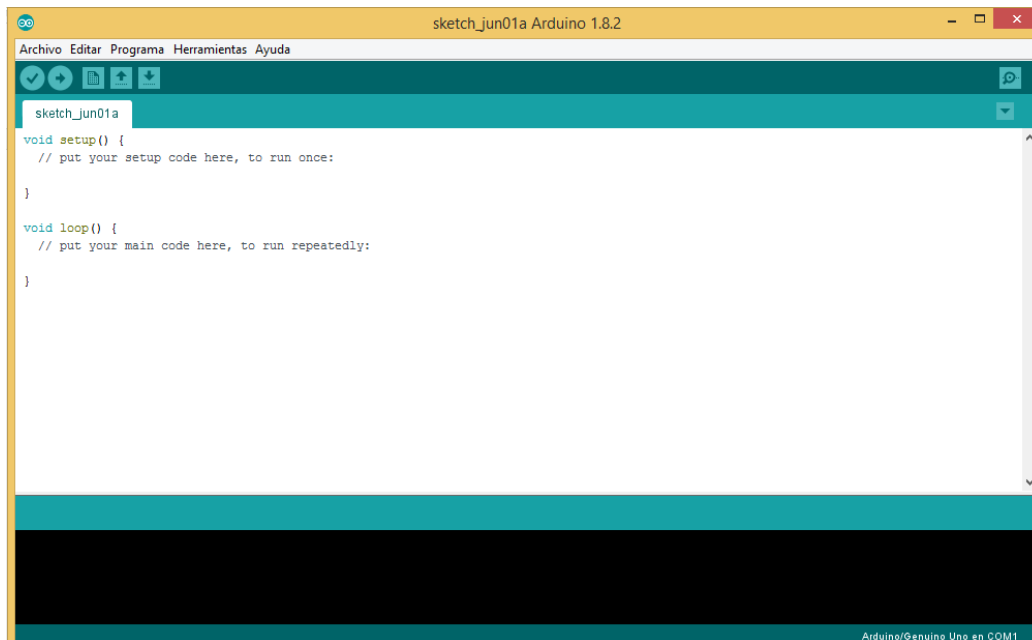 sketch_jun01a Arduino 1.8.2
Archivo Editar Programa Herramientas Ayuda
sketch_jun01a
void setup() {
// put your setup code here, to run once:
}
void loop() {
// put your main code here, to run repeatedly:
}
Arduino/Genuino Uno en COM1